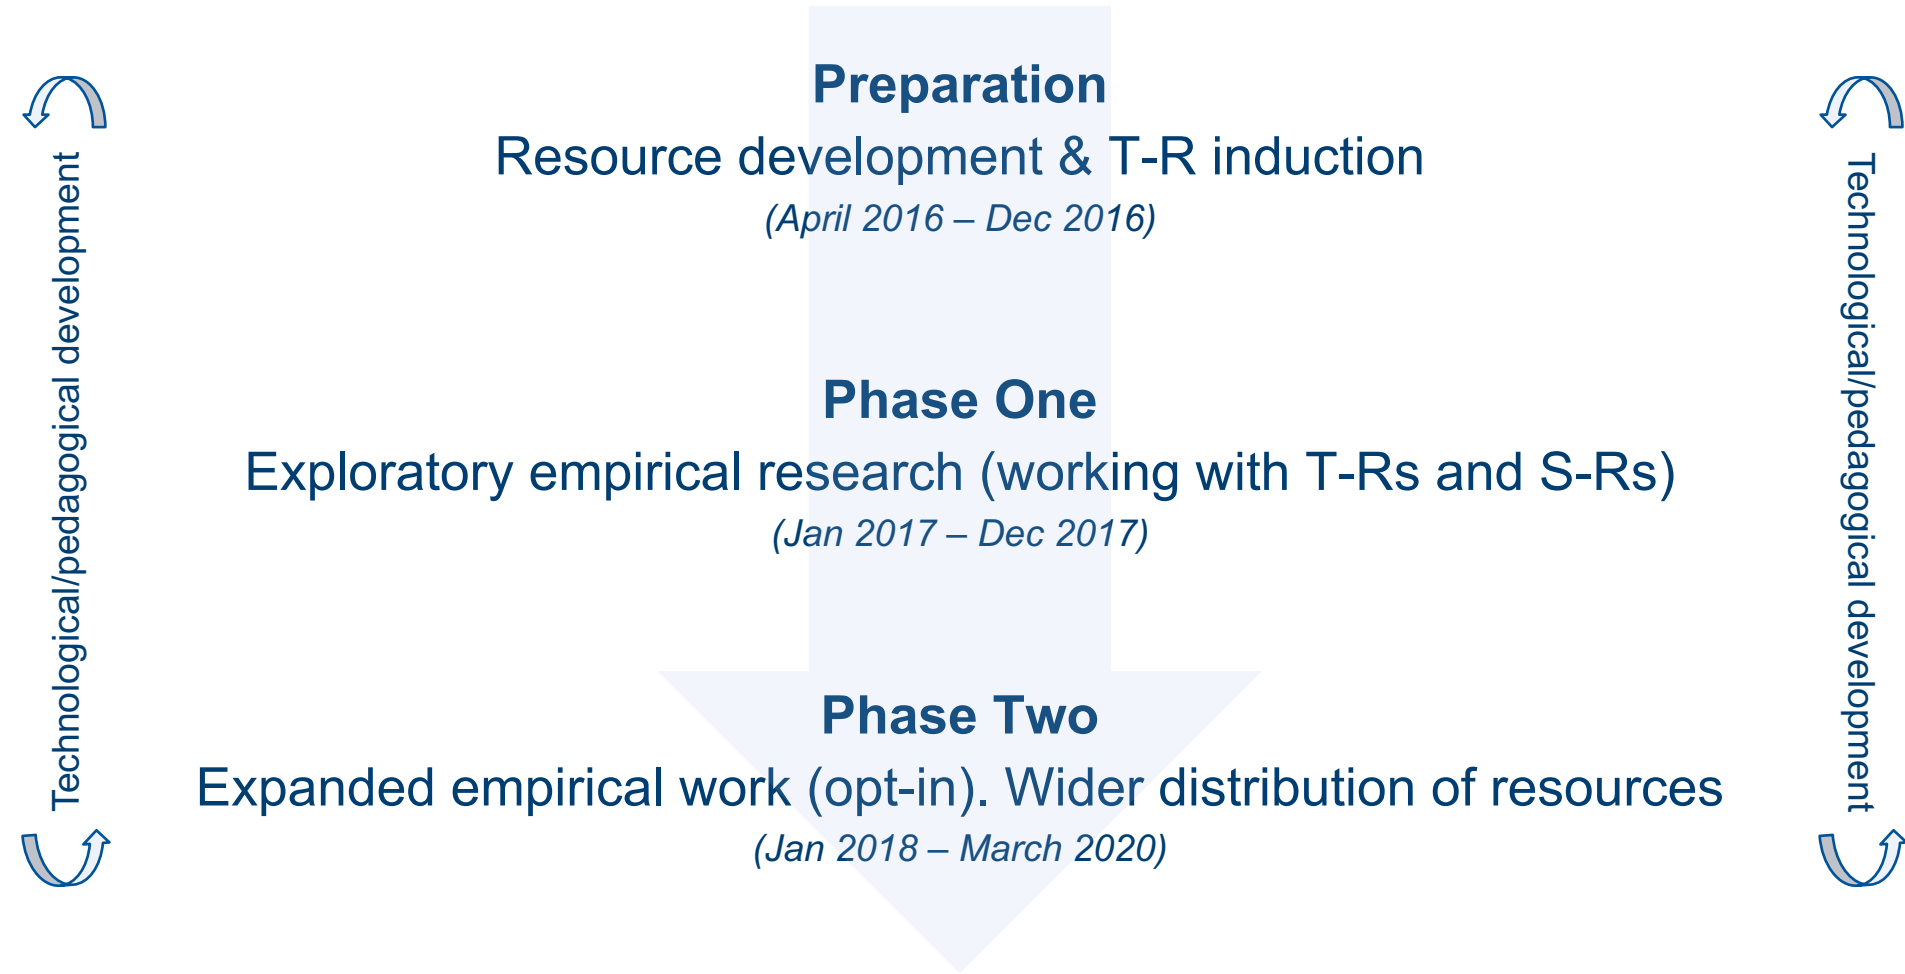 Technological/pedagogical development
Preparation
Resource development & T-R induction
(April 2016 – Dec 2016)
Phase One
Exploratory empirical research (working with T-Rs and S-Rs)
(Jan 2017 – Dec 2017)
Phase Two
Expanded empirical work (opt-in). Wider distribution of resources
(Jan 2018 – March 2020)
Technological/pedagogical development